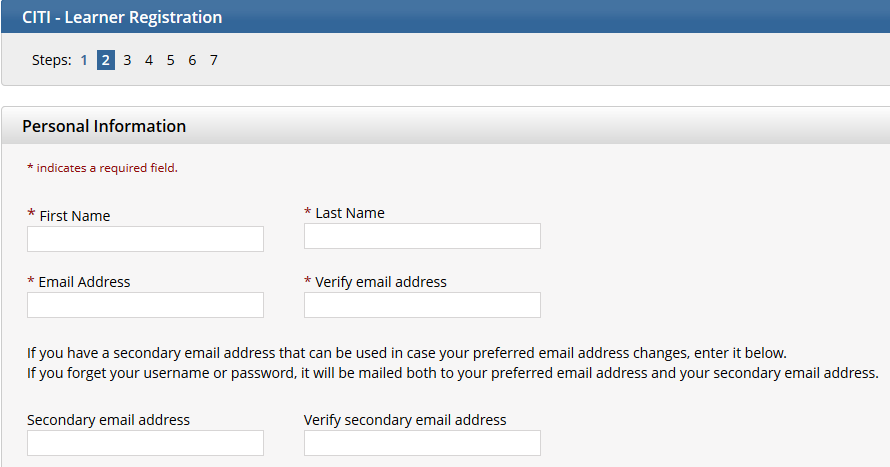 CITI - Learner Registration
Steps: 1 2 3 4 5 6 7
Personal Information
* indicates a required field.
* First Name
* Last Name
* Email Address
* Verify email address
If you have a secondary email address that can be used in case your preferred email address changes, enter it below.
If you forget your username or password, it will be mailed both to your preferred email address and your secondary email address.
Secondary email address
Verify secondary email address